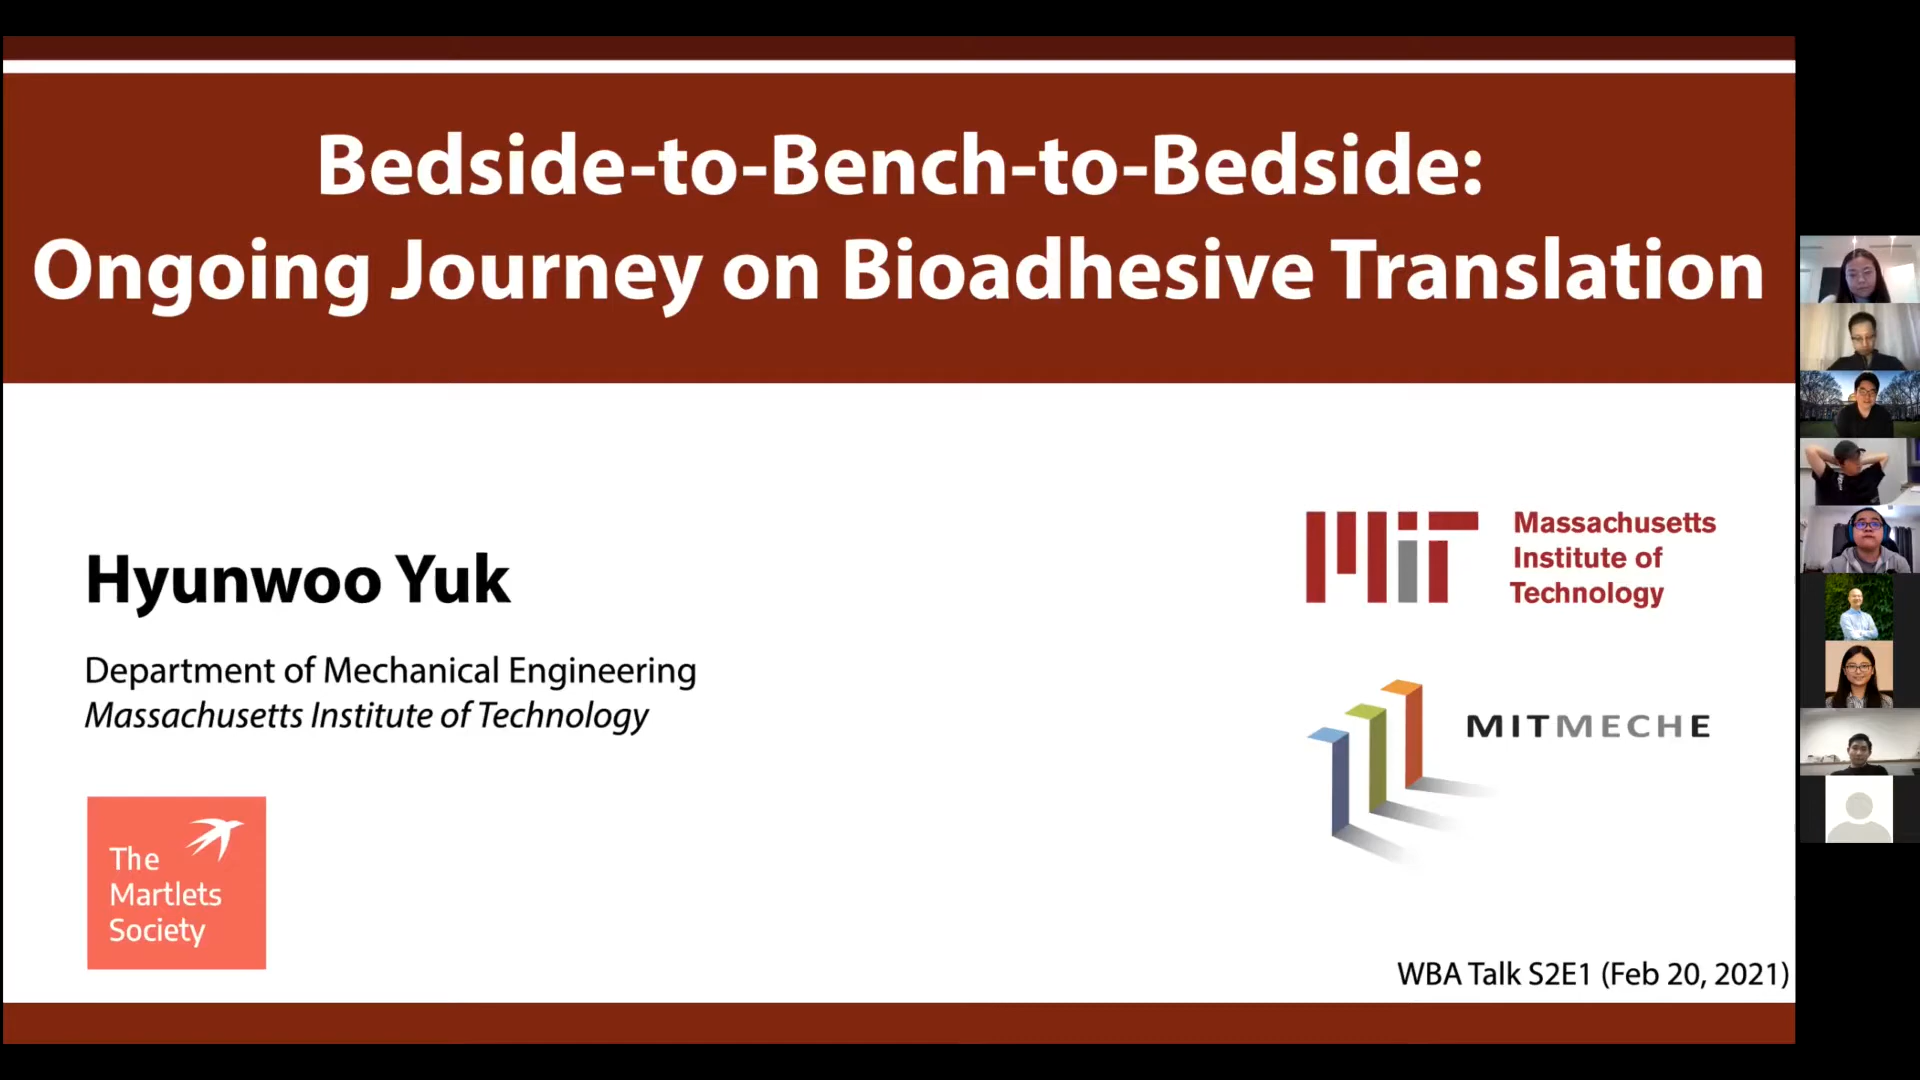 Bedside-to-Bench-to-Bedside:
Ongoing Journey on Bioadhesive Translation
Hyunwoo Yuk
Department of Mechanical Engineering
Massachusetts Institute of Technology
MIT
Massachusetts
Institute of
Technology
MITMECHE
The
Martlets
Society
WBA Talk S2E1 (Feb 20, 2021)